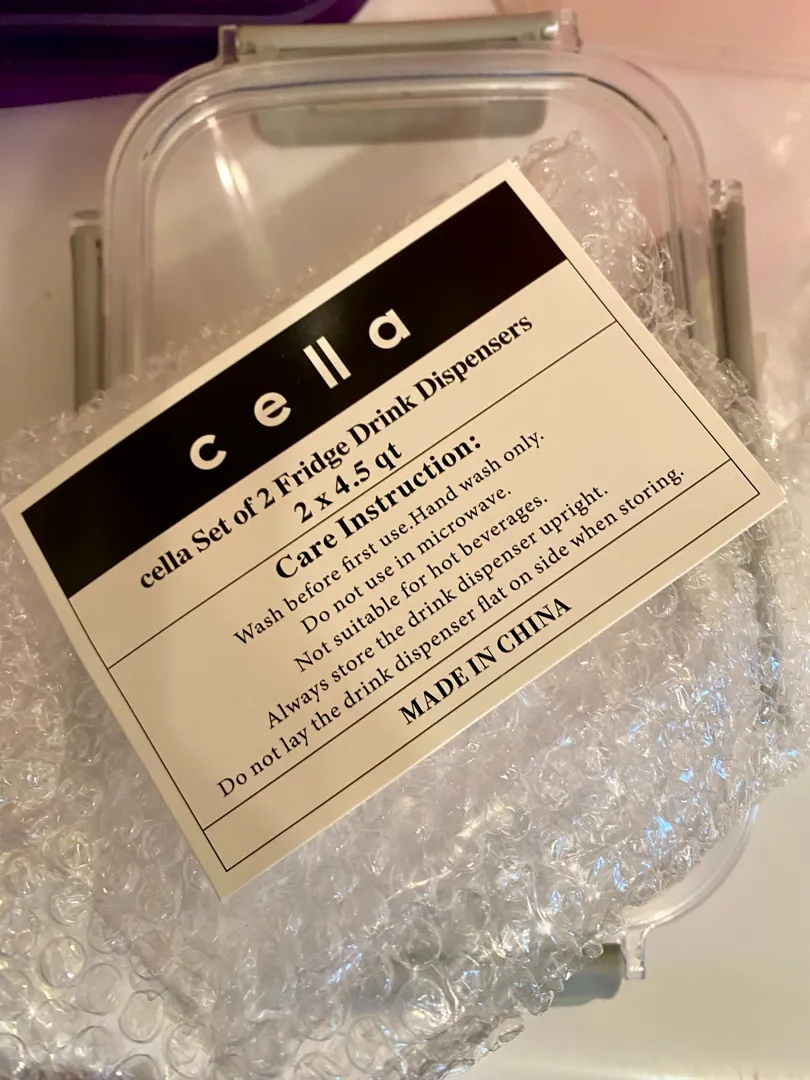 cella
cella Set of 2 Fridge Drink Dispensers
2 x 4.5 qt
Care Instruction:
Wash before first use.Hand wash only.
Do not use in microwave.
Not suitable for hot beverages.
Always store the drink dispenser upright.
Do not lay the drink dispenser flat on side when storing.
MADE IN CHINA